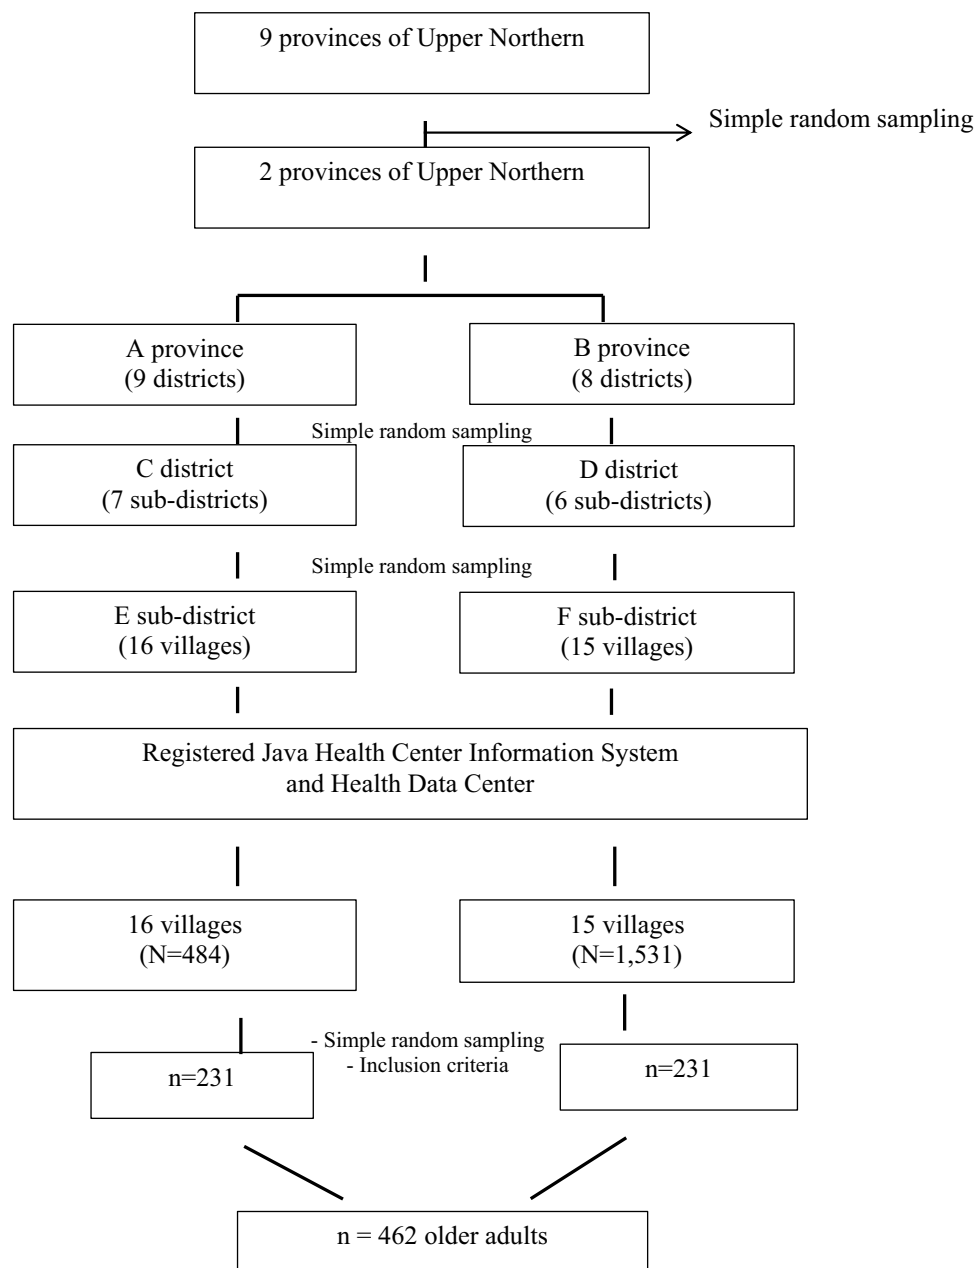 9 provinces of Upper Northern
Simple random sampling
2 provinces of Upper Northern
A province
(9 districts)
B province
(8 districts)
Simple random sampling
C district
(7 sub-districts)
D district
(6 sub-districts)
Simple random sampling
E sub-district
(16 villages)
F sub-district
(15 villages)
Registered Java Health Center Information System
and Health Data Center
16 villages
(N=484)
15 villages
(N=1,531)
- Simple random sampling
- Inclusion criteria
n=231
n=231
n = 462 older adults